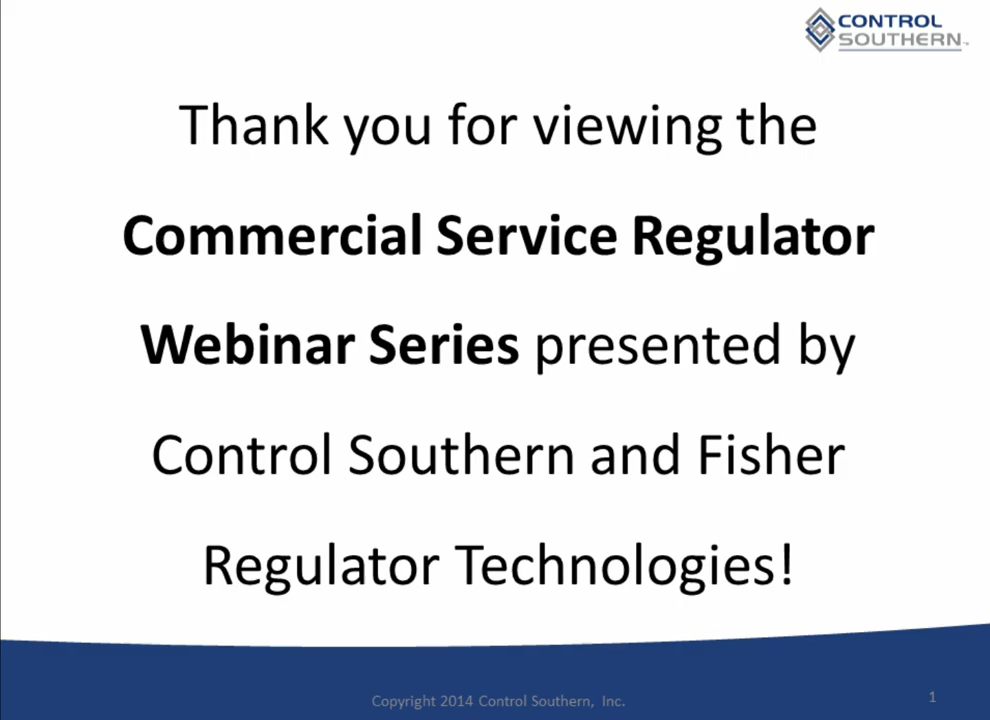 CONTROL
SOUTHERN™
Thank you for viewing the
Commercial Service Regulator
Webinar Series presented by
Control Southern and Fisher
Regulator Technologies!
Copyright 2014 Control Southern, Inc.
1